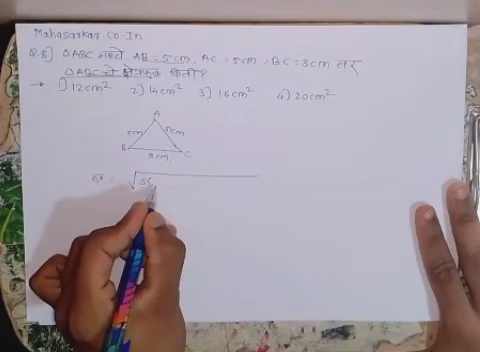 Mahasarkar.Co.In
Q.8] △ABC मध्ये AB = 5cm, AC = 5cm, BC = 8cm तर
△ABC चे क्षेत्रफळ किती?
→ 1) 12cm² 2) 14cm² 3) 16cm² 4) 20cm²
A
5cm 5cm
B C
8cm
= √S(